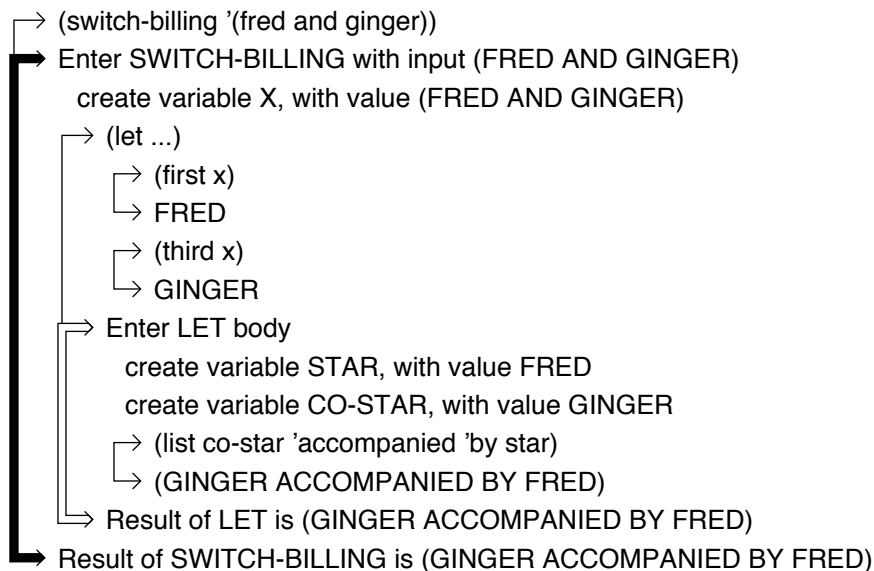 (switch-billing ’(fred and ginger))
Enter SWITCH-BILLING with input (FRED AND GINGER)
create variable X, with value (FRED AND GINGER)
(let ...)
(first x)
FRED
(third x)
GINGER
Enter LET body
create variable STAR, with value FRED
create variable CO-STAR, with value GINGER
(list co-star ’accompanied ’by star)
(GINGER ACCOMPANIED BY FRED)
Result of LET is (GINGER ACCOMPANIED BY FRED)
Result of SWITCH-BILLING is (GINGER ACCOMPANIED BY FRED)